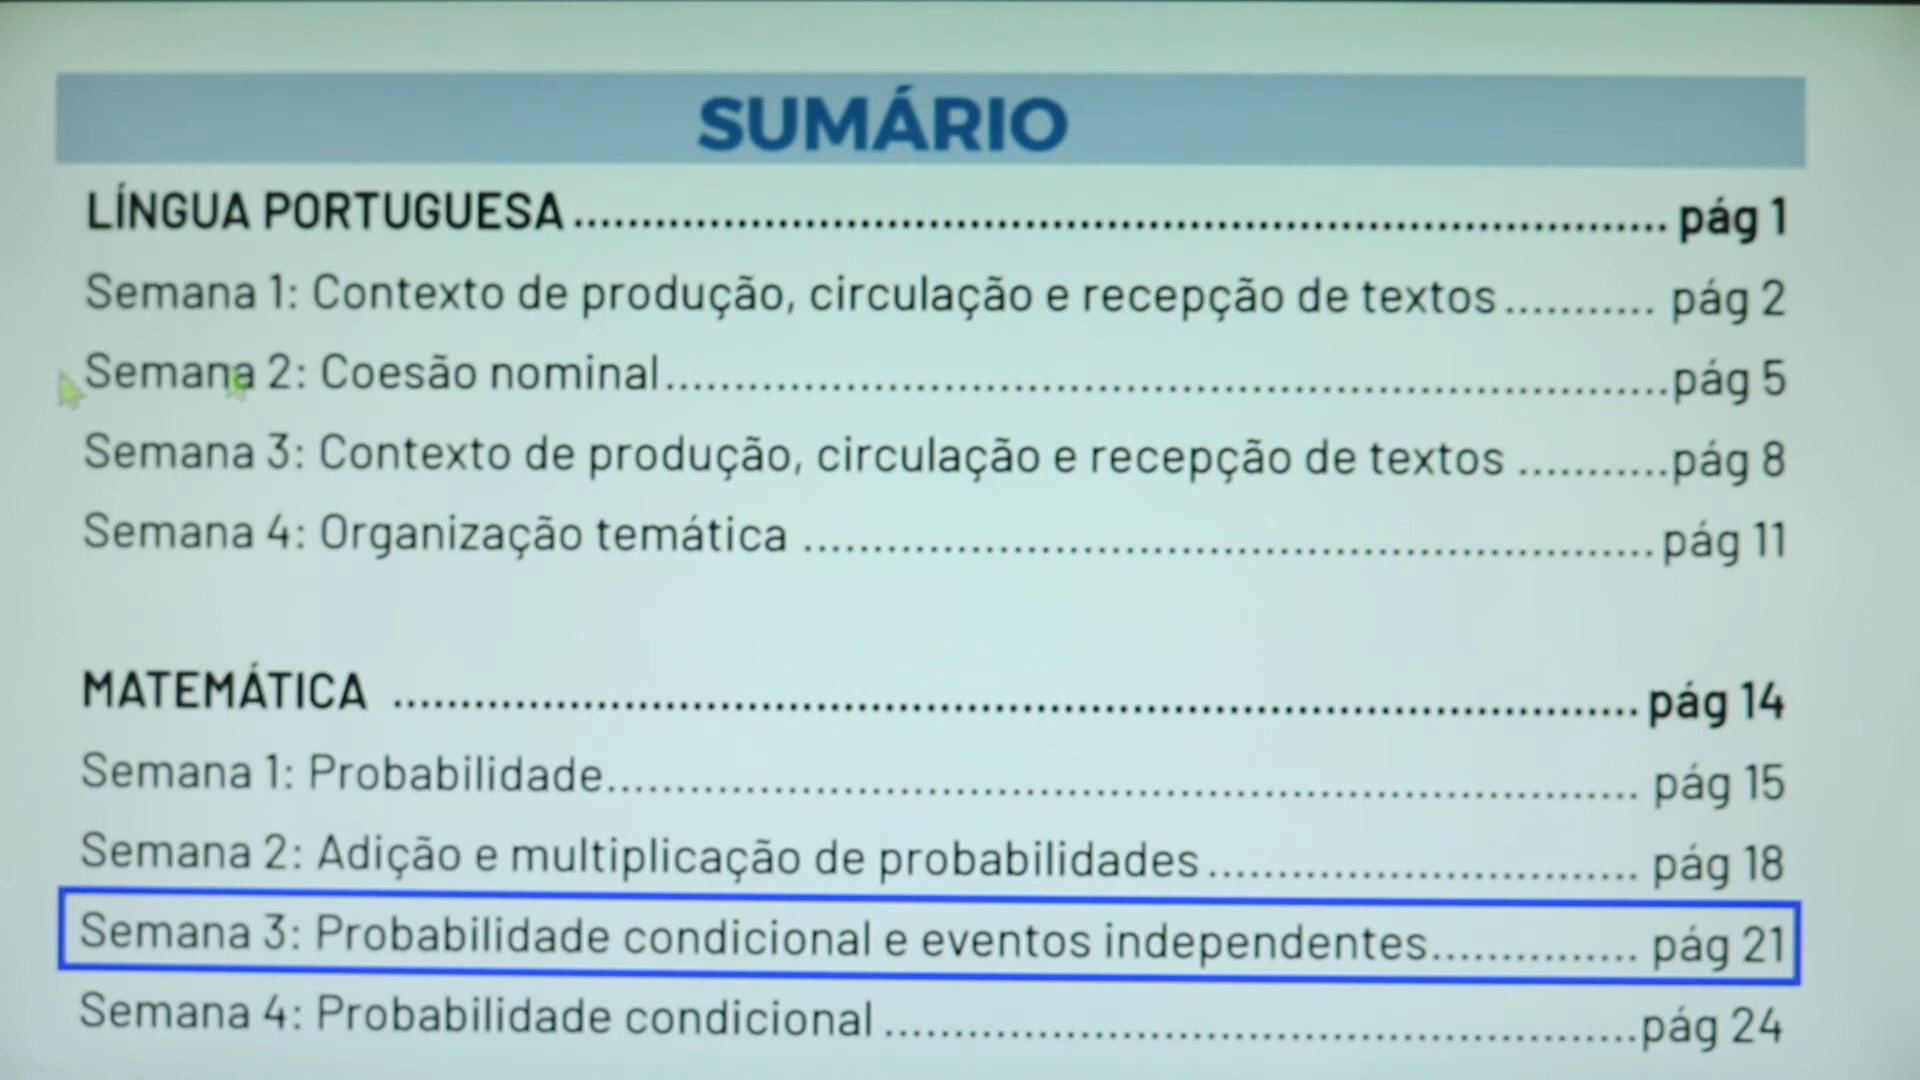 SUMÁRIO
LÍNGUA PORTUGUESA ................................................................................ pág 1
Semana 1: Contexto de produção, circulação e recepção de textos ........... pág 2
Semana 2: Coesão nominal.........................................................................pág 5
Semana 3: Contexto de produção, circulação e recepção de textos ...........pág 8
Semana 4: Organização temática .............................................................pág 11
MATEMÁTICA ............................................................................................pág 14
Semana 1: Probabilidade........................................................................... pág 15
Semana 2: Adição e multiplicação de probabilidades............................... pág 18
Semana 3: Probabilidade condicional e eventos independentes............... pág 21
Semana 4: Probabilidade condicional ......................................................pág 24